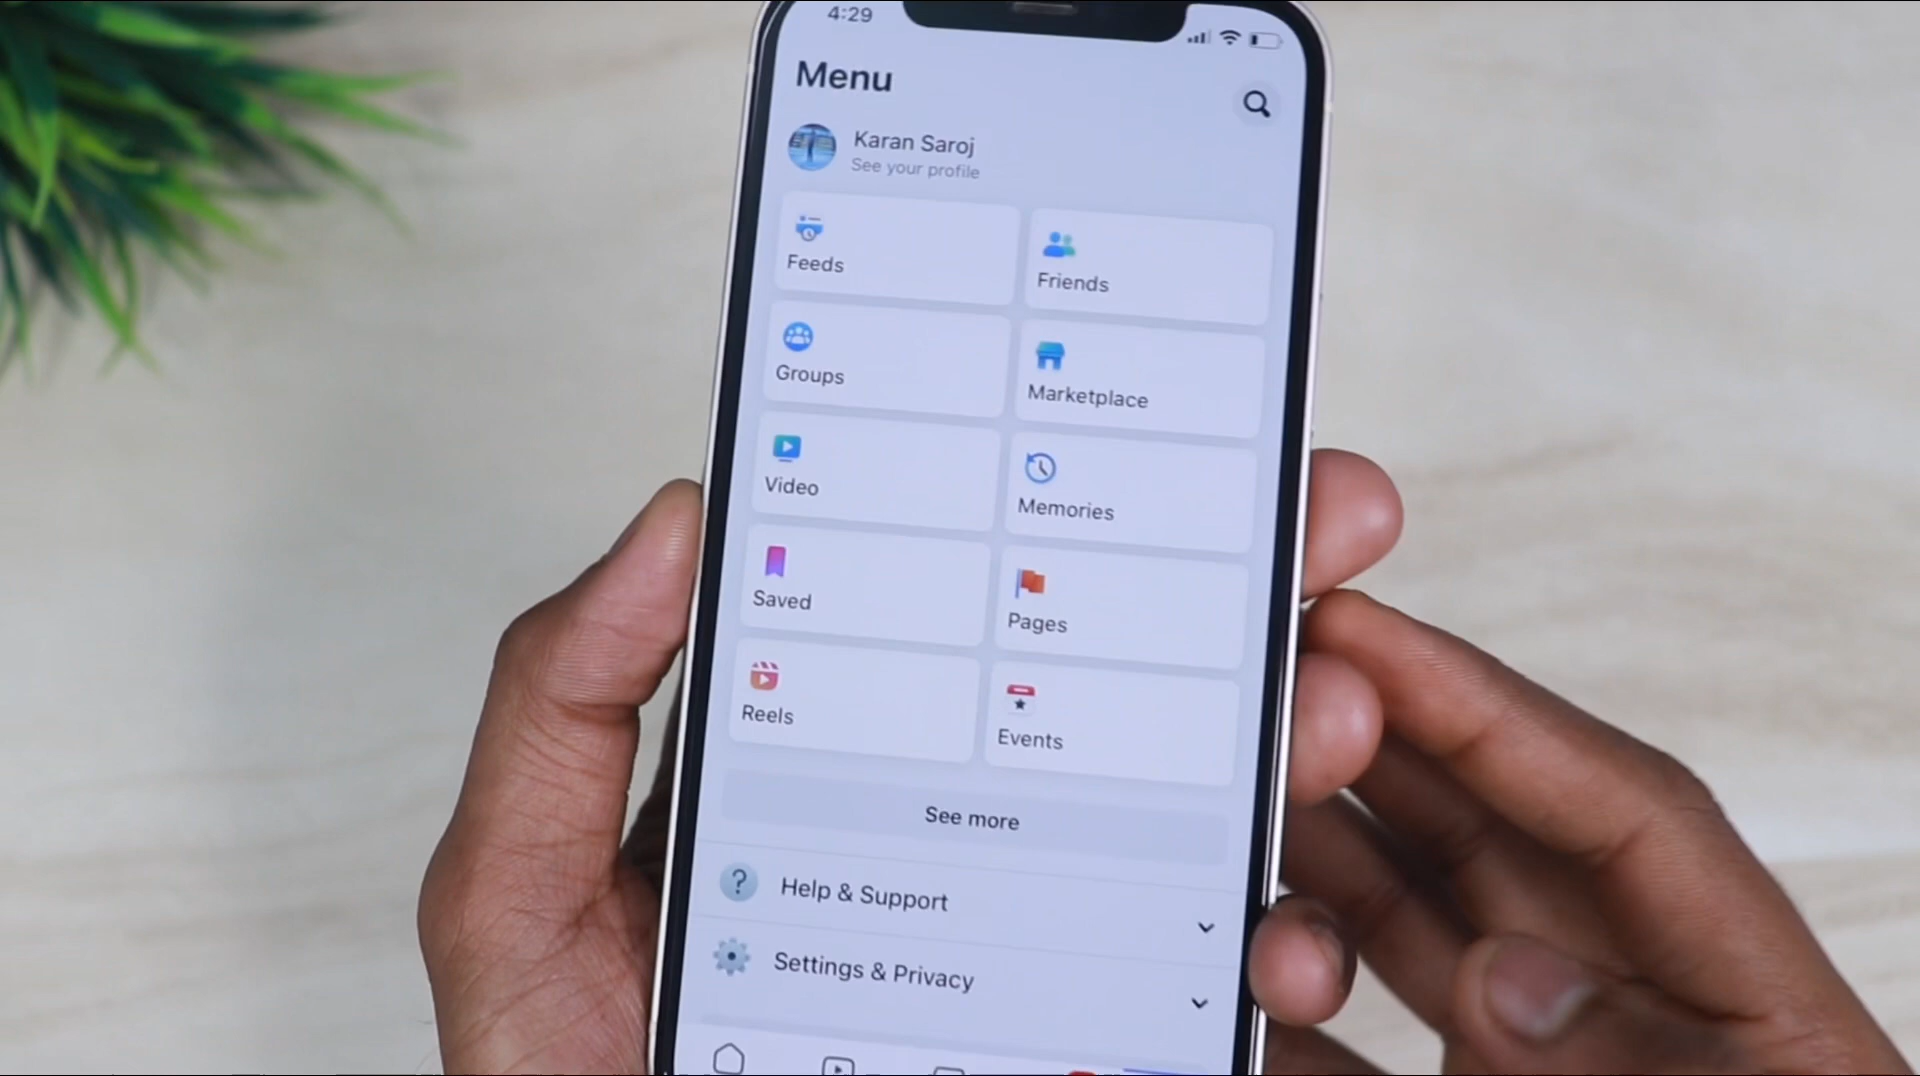 4:29
Menu
Karan Saroj
See your profile
Feeds
Friends
Groups
Marketplace
Video
Memories
Saved
Pages
Reels
Events
See more
Help & Support
Settings & Privacy